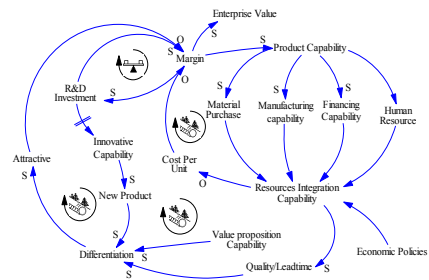 Enterprise Value
S
O
S
Margin
S
Product Capability
O
S
S
S
R&D
Investment
S
Material
Purchase
Manufacturing
capability
Financing
Capability
Human
Resource
Innovative
Capability
Attractive
S
Cost Per
Unit
O
Resources Integration
Capability
S
New Product
S
Value proposition
Capability
S
Differentiation
S
Economic Policies
S
Quality/Leadtime
S